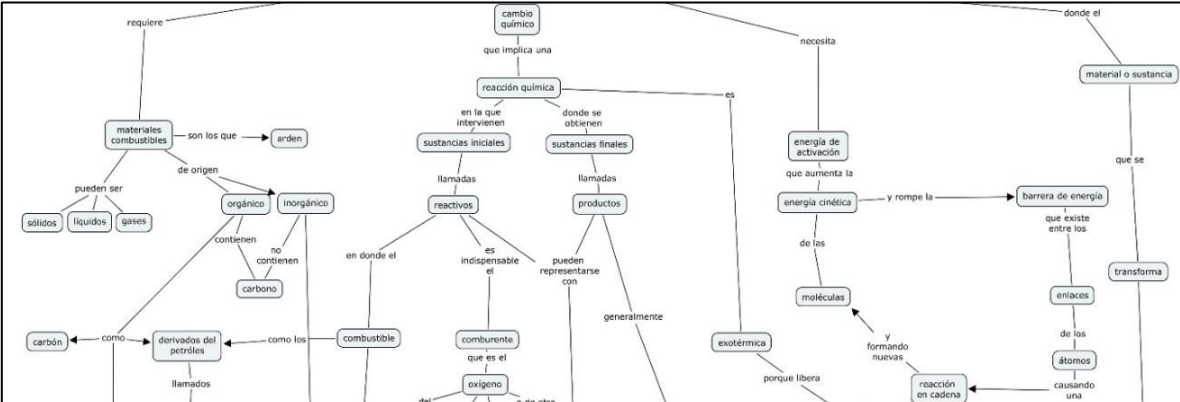 requiere
cambio
químico
donde el
que implica una
necesita
material o sustancia
reacción química
es
en la que
intervienen
donde se
obtienen
materiales
combustibles
son los que
arden
sustancias iniciales
sustancias finales
energía de
activación
que se
de origen
que aumenta la
llamadas
llamadas
pueden ser
orgánico
inorgánico
reactivos
productos
energía cinética
y rompe la
barrera de energía
sólidos
líquidos
gases
que existe
entre los
contienen
no
contienen
en donde el
es
indispensable
el
pueden
representarse
con
de las
transforma
carbono
moléculas
enlaces
generalmente
carbón
como
derivados del
petróles
como los
combustible
comburente
exotérmica
y
formando
nuevas
de los
que es el
átomos
llamados
oxígeno
porque libera
reacción
en cadena
causando
una
del